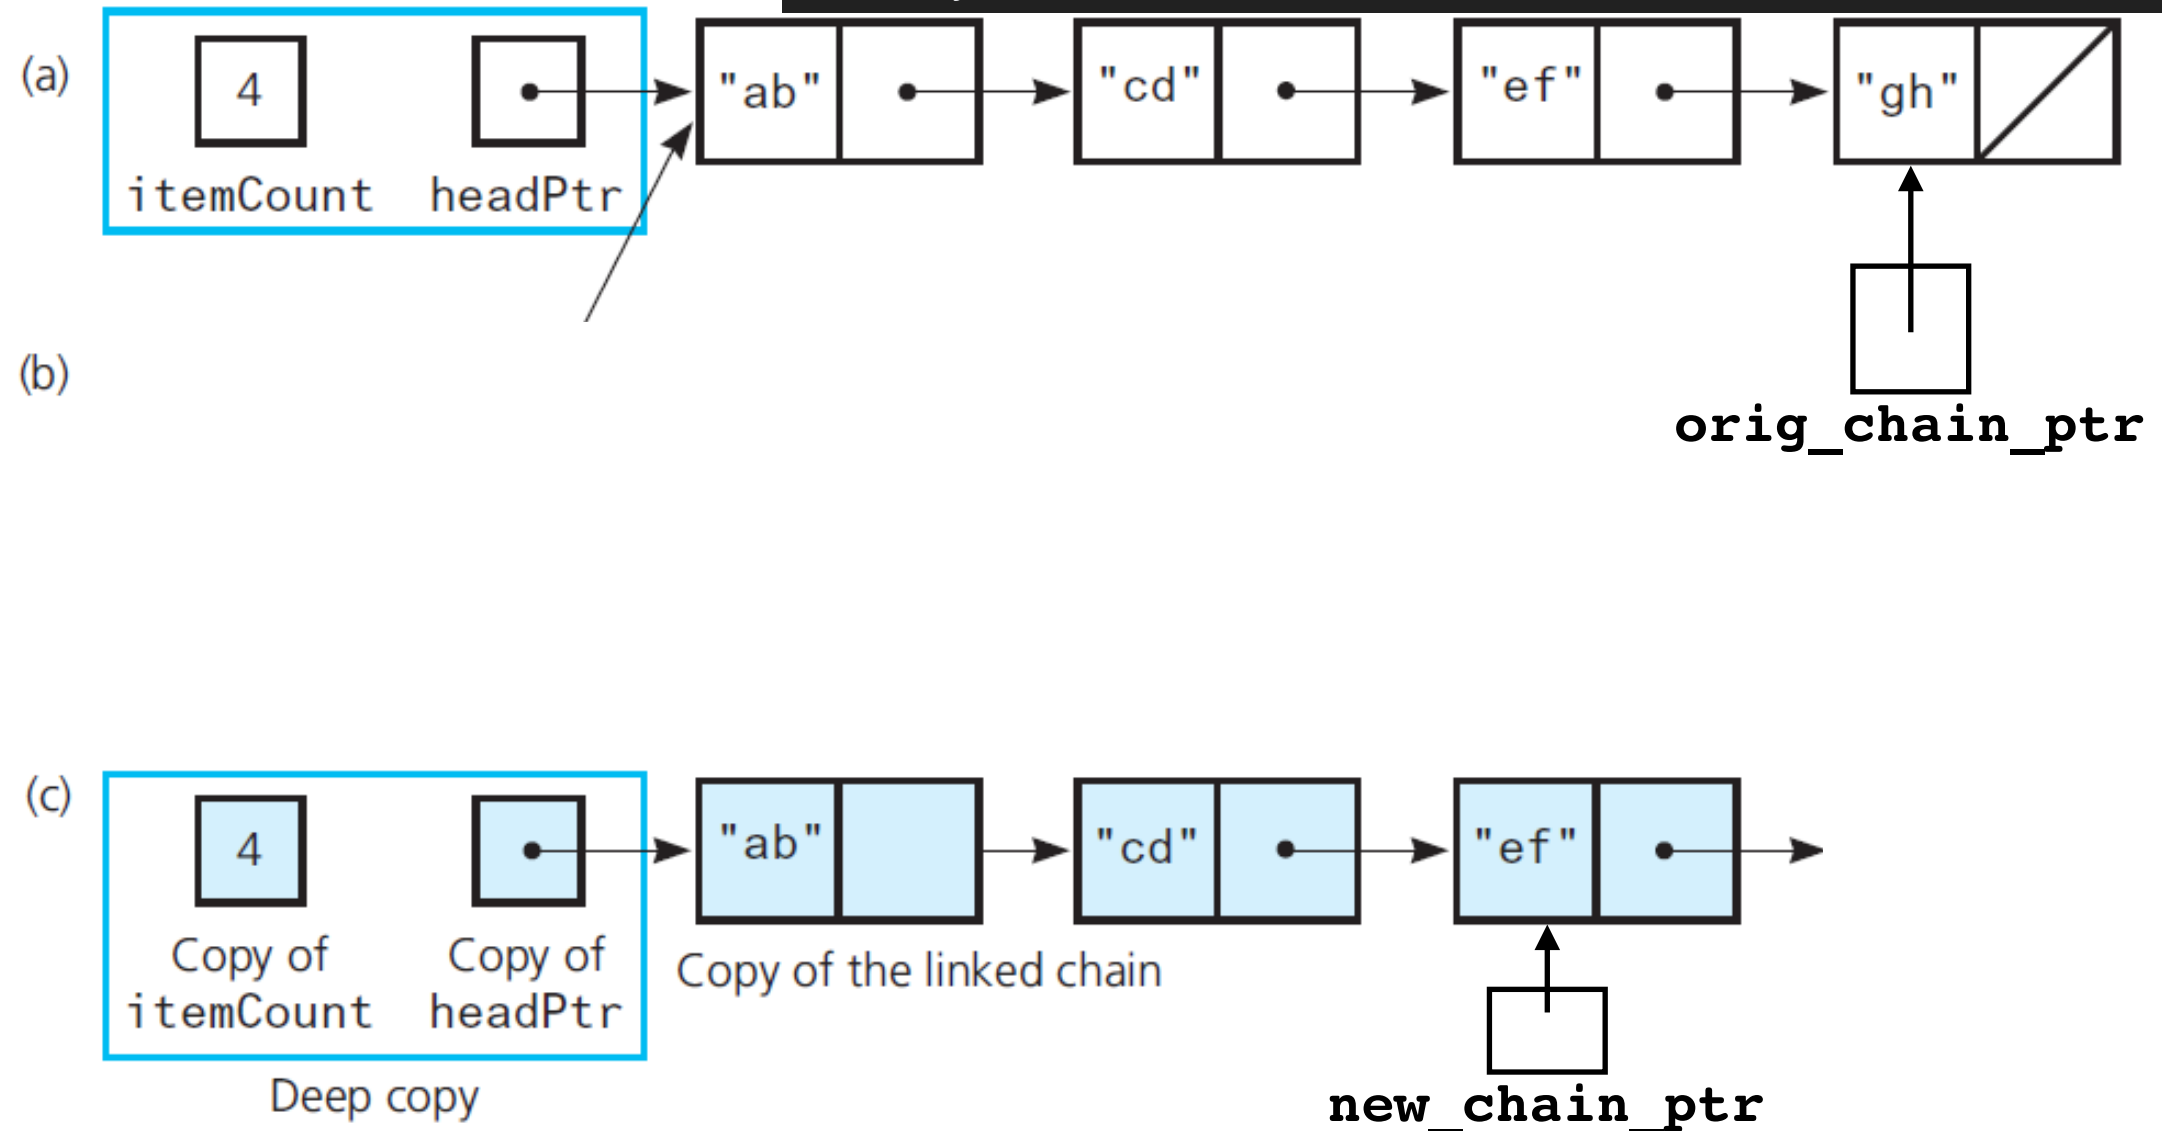 (a)
4
"ab"
"cd"
"ef"
"gh"
itemCount
headPtr
(b)
orig_chain_ptr
(c)
4
"ab"
"cd"
"ef"
Copy of
itemCount
Copy of
headPtr
Copy of the linked chain
Deep copy
new_chain_ptr